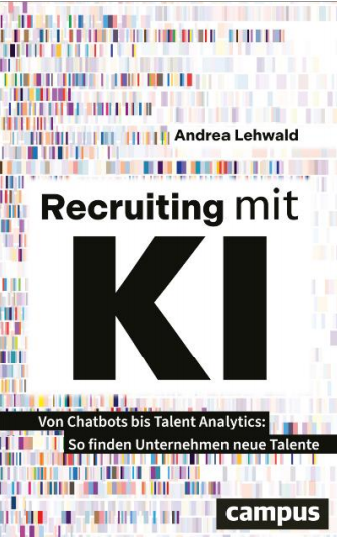 Andrea Lehwald
Recruiting mit
KI
Von Chatbots bis Talent Analytics:
So finden Unternehmen neue Talente
campus